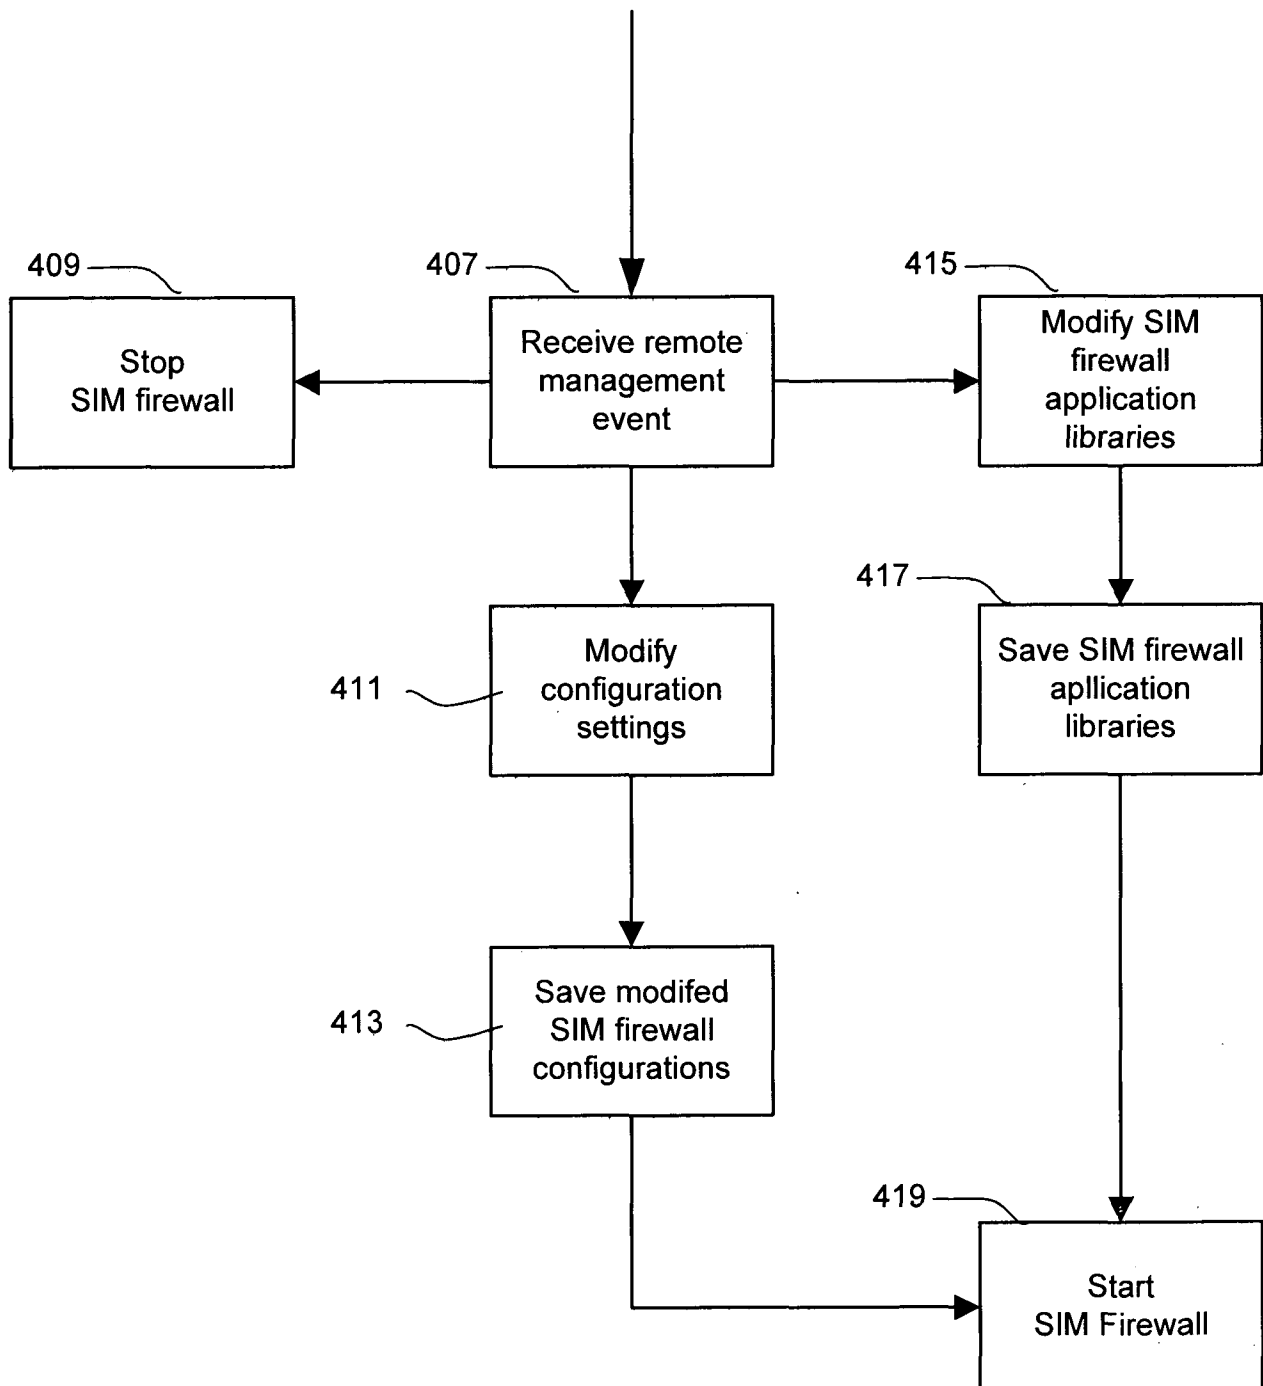 409
407
415
Stop
SIM firewall
Receive remote
management
event
Modify SIM
firewall
application
libraries
417
411
Modify
configuration
settings
Save SIM firewall
apllication
libraries
413
Save modifed
SIM firewall
configurations
419
Start
SIM Firewall